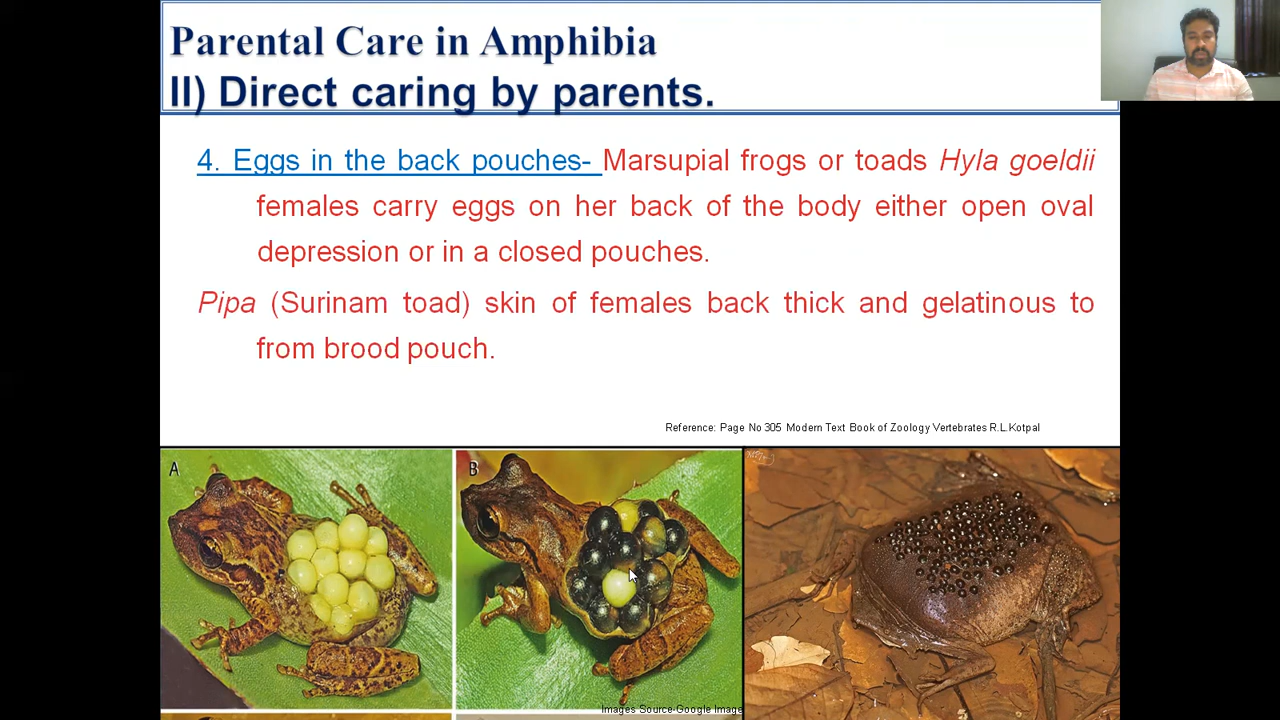 Parental Care in Amphibia
II) Direct caring by parents.
4. Eggs in the back pouches- Marsupial frogs or toads Hyla goeldii
females carry eggs on her back of the body either open oval
depression or in a closed pouches.
Pipa (Surinam toad) skin of females back thick and gelatinous to
from brood pouch.
Reference: Page No 305 Modern Text Book of Zoology Vertebrates R.L.Kotpal
A
B
Images Source-Google Image